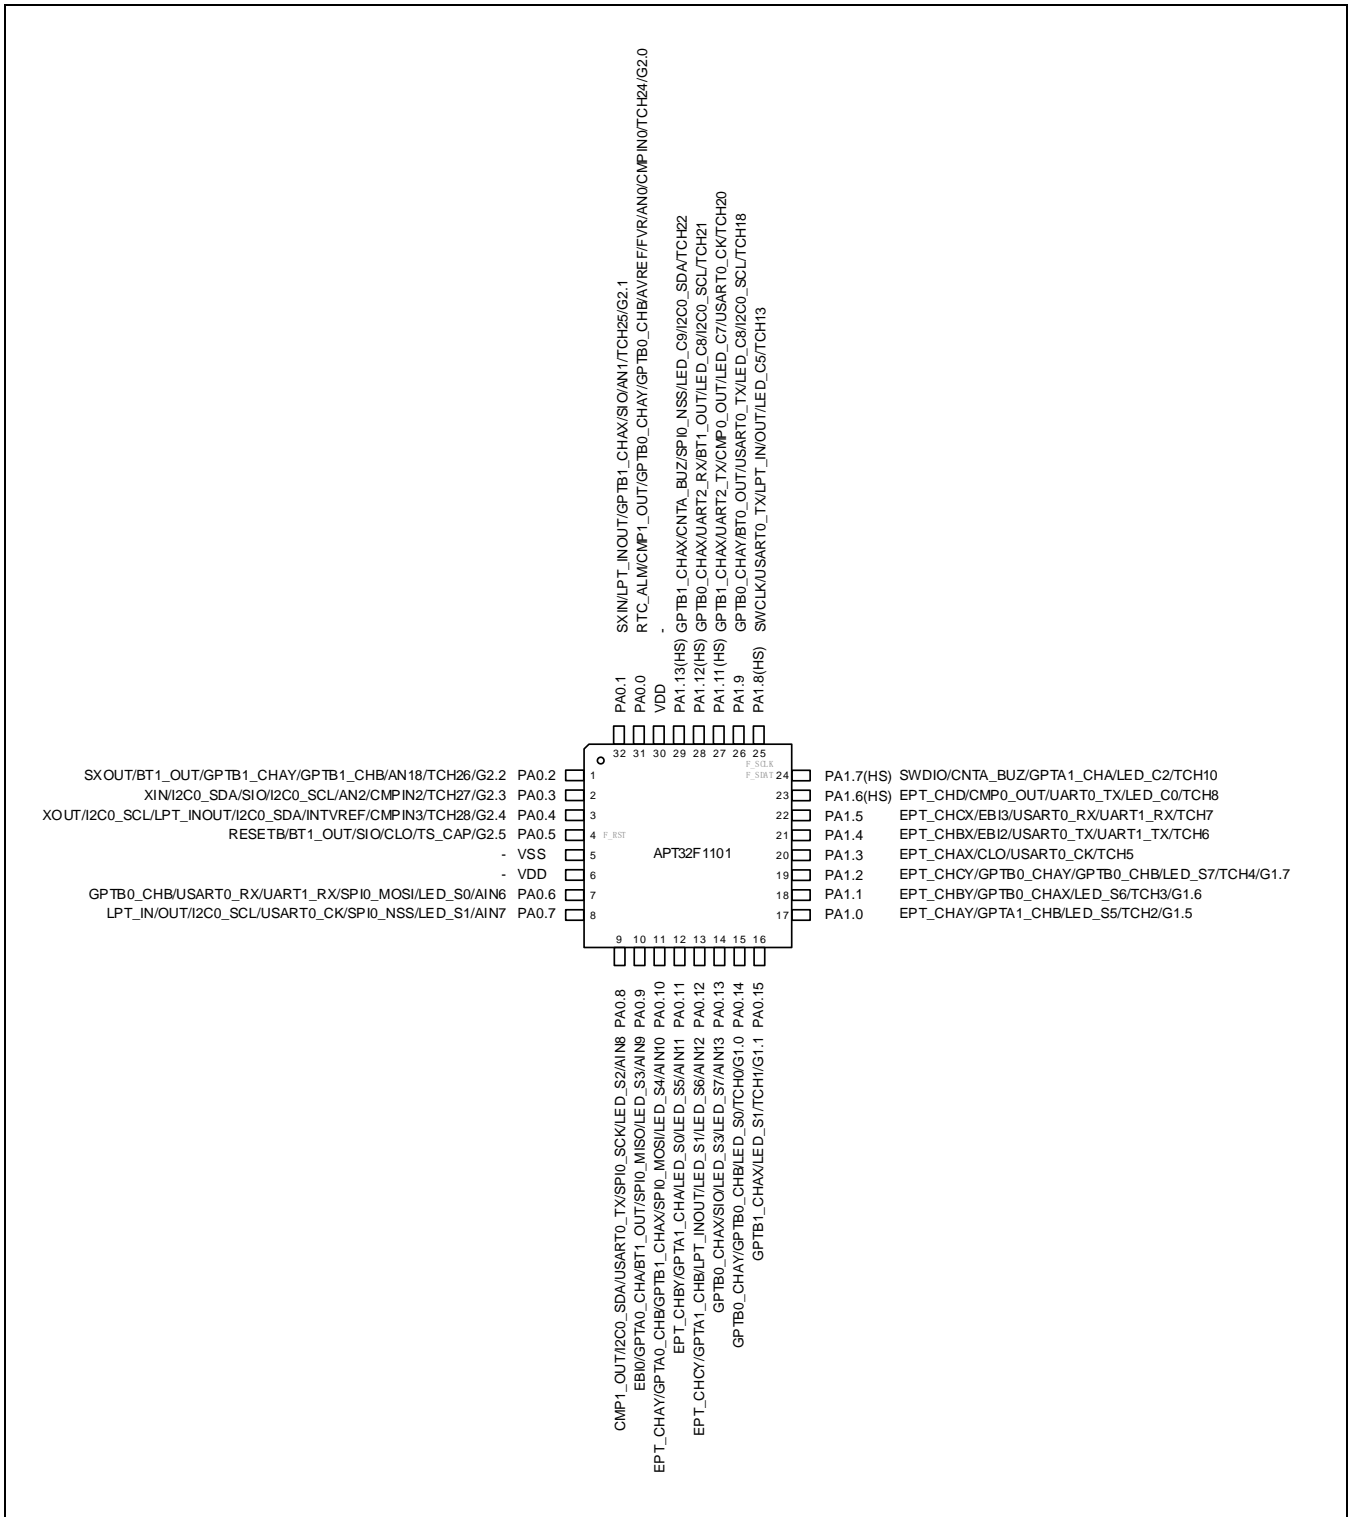 SXIN/LPT_INOUT/GPTB1_CHAX/SIO/AN1/TCH25/G2.1
RTC_ALM/CMP1_OUT/GPTB0_CHAY/GPTB0_CHB/AVREF/FVR/AN0/CMPIN0/TCH24/G2.0
-
GPTB1_CHAX/CNTA_BUZ/SPI0_NSS/LED_C9/I2C0_SDA/TCH22
GPTB0_CHAX/UART2_RX/BT1_OUT/LED_C8/I2C0_SCL/TCH21
GPTB1_CHAX/UART2_TX/CMP0_OUT/LED_C7/USART0_CK/TCH20
GPTB0_CHAY/BT0_OUT/USART0_TX/LED_C8/I2C0_SCL/TCH18
SWCLK/USART0_TX/LPT_IN/OUT/LED_C5/TCH13
PA0.1
PA0.0
VDD
PA1.13(HS)
PA1.12(HS)
PA1.11(HS)
PA1.9
PA1.8(HS)
32 31 30 29 28 27 26 25
F_SCLK
F_SDAT
SXOUT/BT1_OUT/GPTB1_CHAY/GPTB1_CHB/AN18/TCH26/G2.2 PA0.2 1
XIN/I2C0_SDA/SIO/I2C0_SCL/AN2/CMPIN2/TCH27/G2.3 PA0.3 2
XOUT/I2C0_SCL/LPT_INOUT/I2C0_SDA/INTVREF/CMPIN3/TCH28/G2.4 PA0.4 3
RESETB/BT1_OUT/SIO/CLO/TS_CAP/G2.5 PA0.5 4 F_RST
- VSS 5
- VDD 6
GPTB0_CHB/USART0_RX/UART1_RX/SPI0_MOSI/LED_S0/AIN6 PA0.6 7
LPT_IN/OUT/I2C0_SCL/USART0_CK/SPI0_NSS/LED_S1/AIN7 PA0.7 8
APT32F1101
24 PA1.7(HS) SWDIO/CNTA_BUZ/GPTA1_CHA/LED_C2/TCH10
23 PA1.6(HS) EPT_CHD/CMP0_OUT/UART0_TX/LED_C0/TCH8
22 PA1.5 EPT_CHCX/EBI3/USART0_RX/UART1_RX/TCH7
21 PA1.4 EPT_CHBX/EBI2/USART0_TX/UART1_TX/TCH6
20 PA1.3 EPT_CHAX/CLO/USART0_CK/TCH5
19 PA1.2 EPT_CHCY/GPTB0_CHAY/GPTB0_CHB/LED_S7/TCH4/G1.7
18 PA1.1 EPT_CHBY/GPTB0_CHAX/LED_S6/TCH3/G1.6
17 PA1.0 EPT_CHAY/GPTA1_CHB/LED_S5/TCH2/G1.5
9 10 11 12 13 14 15 16
CMP1_OUT/I2C0_SDA/USART0_TX/SPI0_SCK/LED_S2/AIN8 PA0.8
EBI0/GPTA0_CHA/BT1_OUT/SPI0_MISO/LED_S3/AIN9 PA0.9
EPT_CHAY/GPTA0_CHB/GPTB1_CHAX/SPI0_MOSI/LED_S4/AIN10 PA0.10
EPT_CHBY/GPTA1_CHA/LED_S0/LED_S5/AIN11 PA0.11
EPT_CHCY/GPTA1_CHB/LPT_INOUT/LED_S1/LED_S6/AIN12 PA0.12
GPTB0_CHAX/SIO/LED_S3/LED_S7/AIN13 PA0.13
GPTB0_CHAY/GPTB0_CHB/LED_S0/TCH0/G1.0 PA0.14
GPTB1_CHAX/LED_S1/TCH1/G1.1 PA0.15